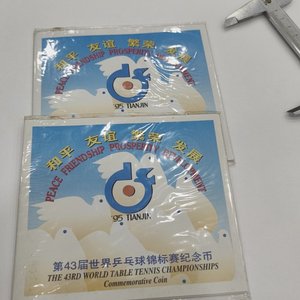 和平 友谊 繁荣 发展
PEACE FRIENDSHIP PROSPERITY DEVELOPMENT
'95 TIANJIN
和平 友谊 繁荣 发展
PEACE FRIENDSHIP PROSPERITY DEVELOPMENT
'95 TIANJIN
第43届世界乒乓球锦标赛纪念币
THE 43RD WORLD TABLE TENNIS CHAMPIONSHIPS
Commemorative Coin